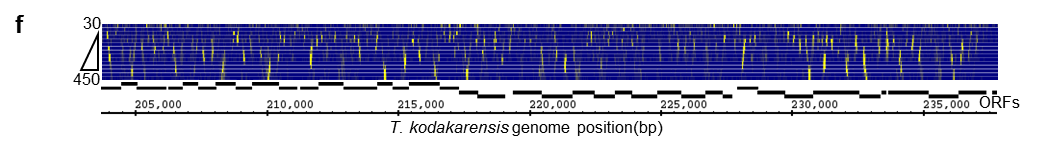 f
30
450
205,000 210,000 215,000 220,000 225,000 230,000 235,000 ORFs
T. kodakarensis genome position(bp)